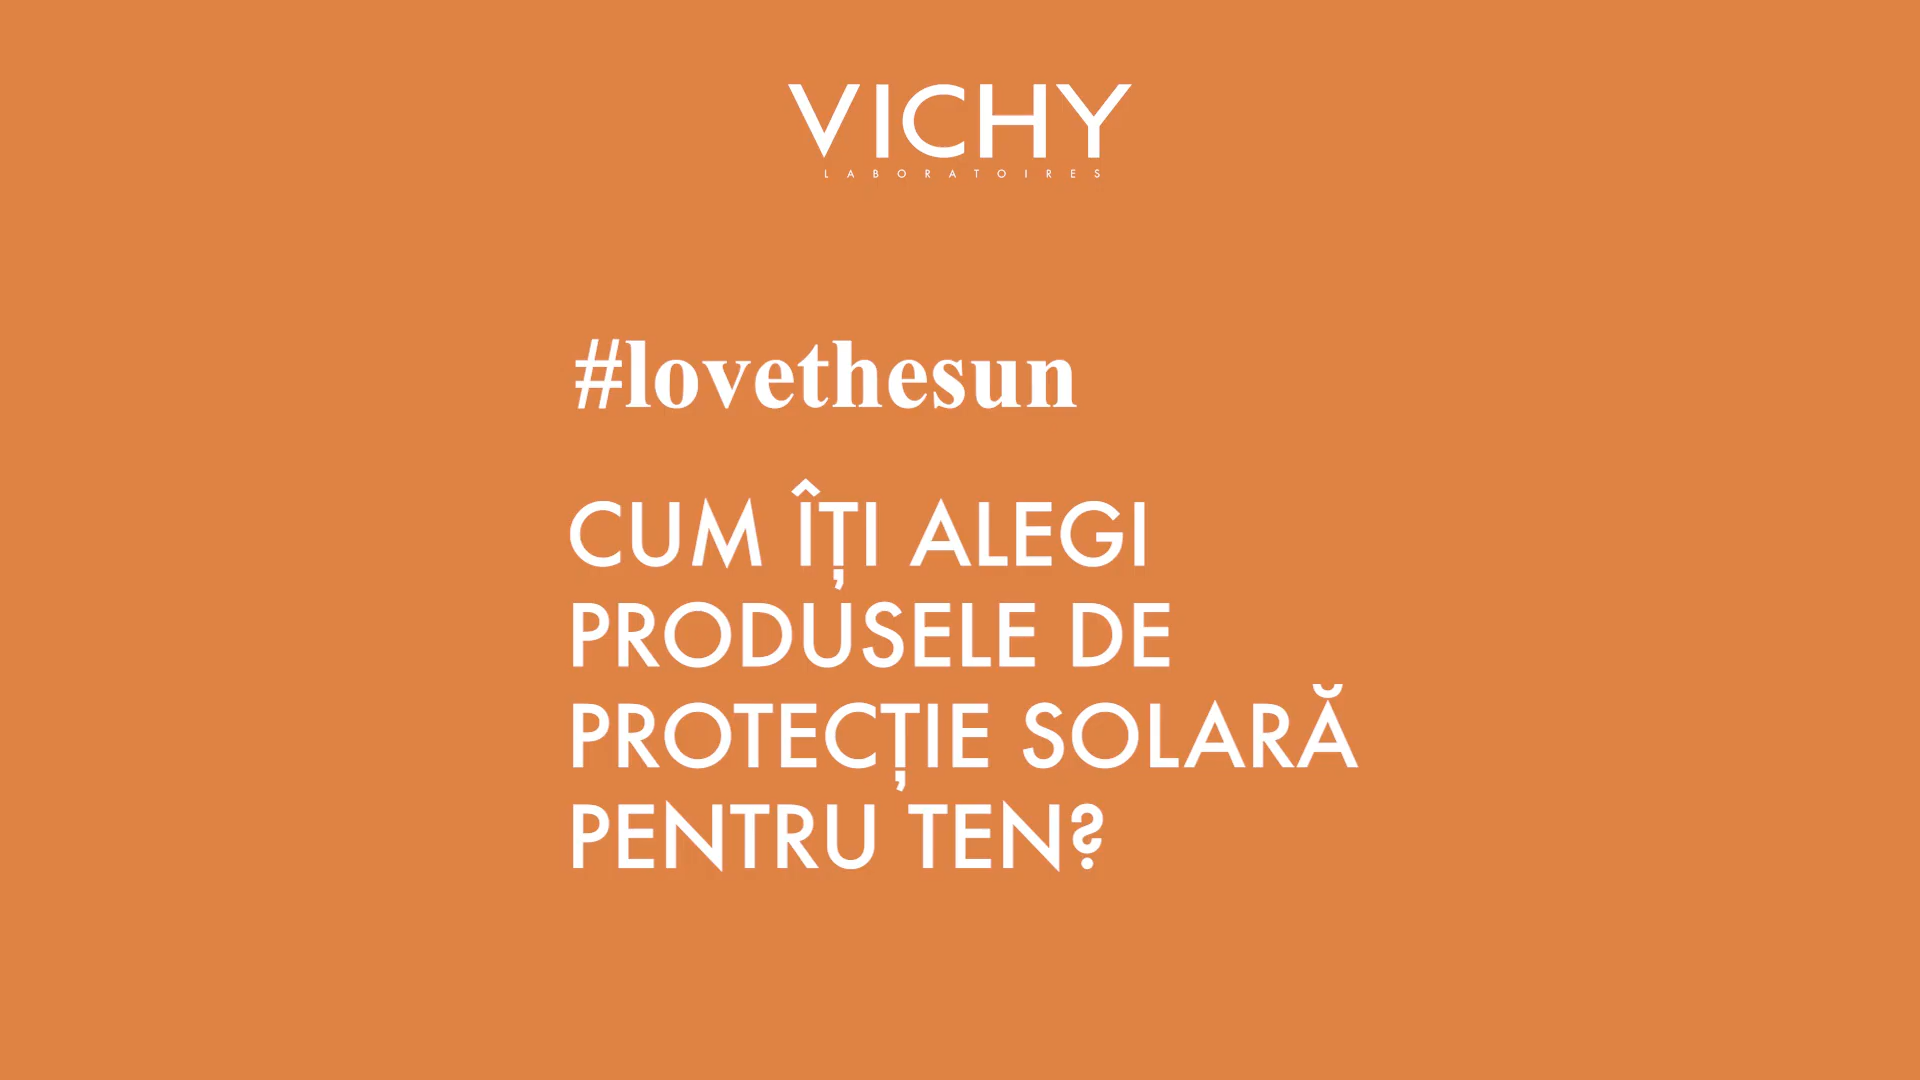 VICHY
LABORATOIRES
#lovethesun
CUM ÎȚI ALEGI
PRODUSELE DE
PROTECȚIE SOLARĂ
PENTRU TEN?